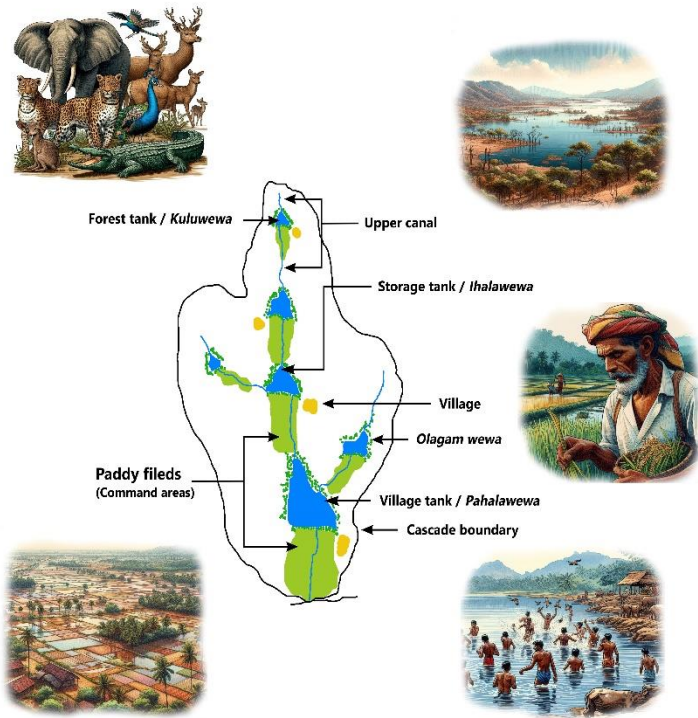 Forest tank / Kuluwewa
Upper canal
Storage tank / Ihalawewa
Village
Olagam wewa
Paddy fileds
(Command areas)
Village tank / Pahalawewa
Cascade boundary